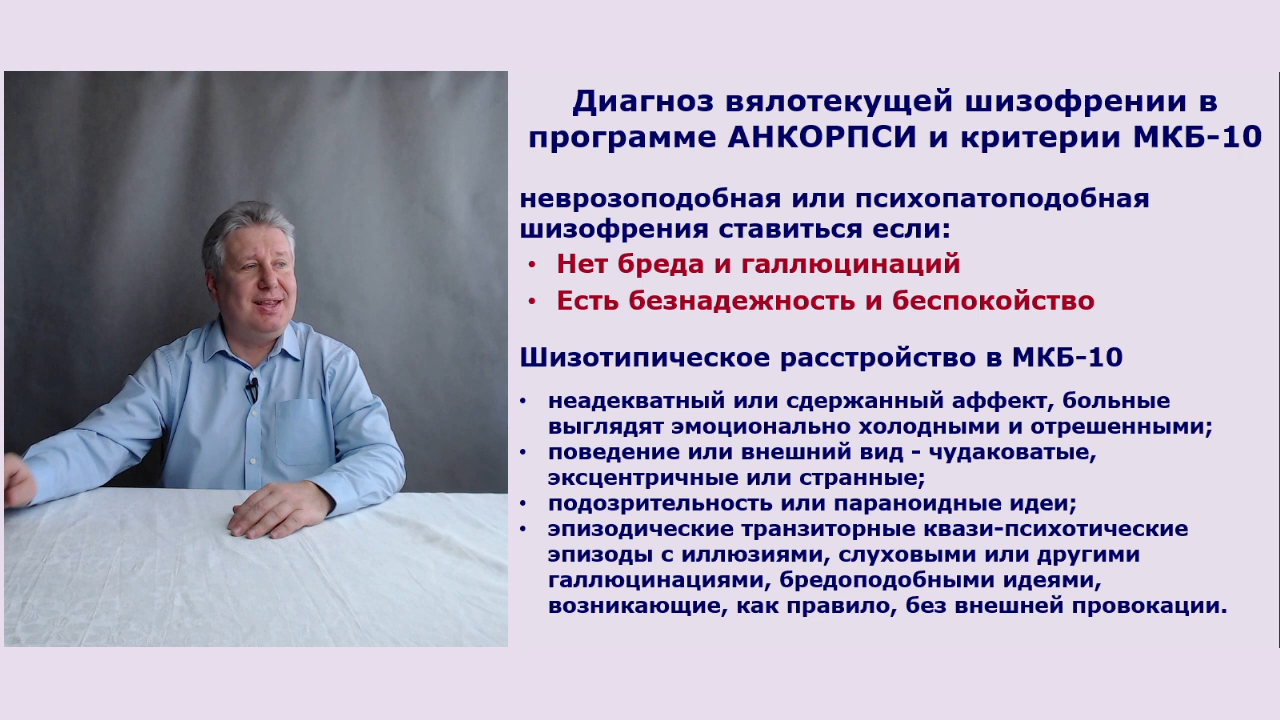 Диагноз вялотекущей шизофрении в
программе АНКОРПСИ и критерии МКБ-10
неврозоподобная или психопатоподобная
шизофрения ставиться если:
• Нет бреда и галлюцинаций
• Есть безнадежность и беспокойство
Шизотипическое расстройство в МКБ-10
• неадекватный или сдержанный аффект, больные
выглядят эмоционально холодными и отрешенными;
• поведение или внешний вид - чудаковатые,
эксцентричные или странные;
• подозрительность или параноидные идеи;
• эпизодические транзиторные квази-психотические
эпизоды с иллюзиями, слуховыми или другими
галлюцинациями, бредоподобными идеями,
возникающие, как правило, без внешней провокации.